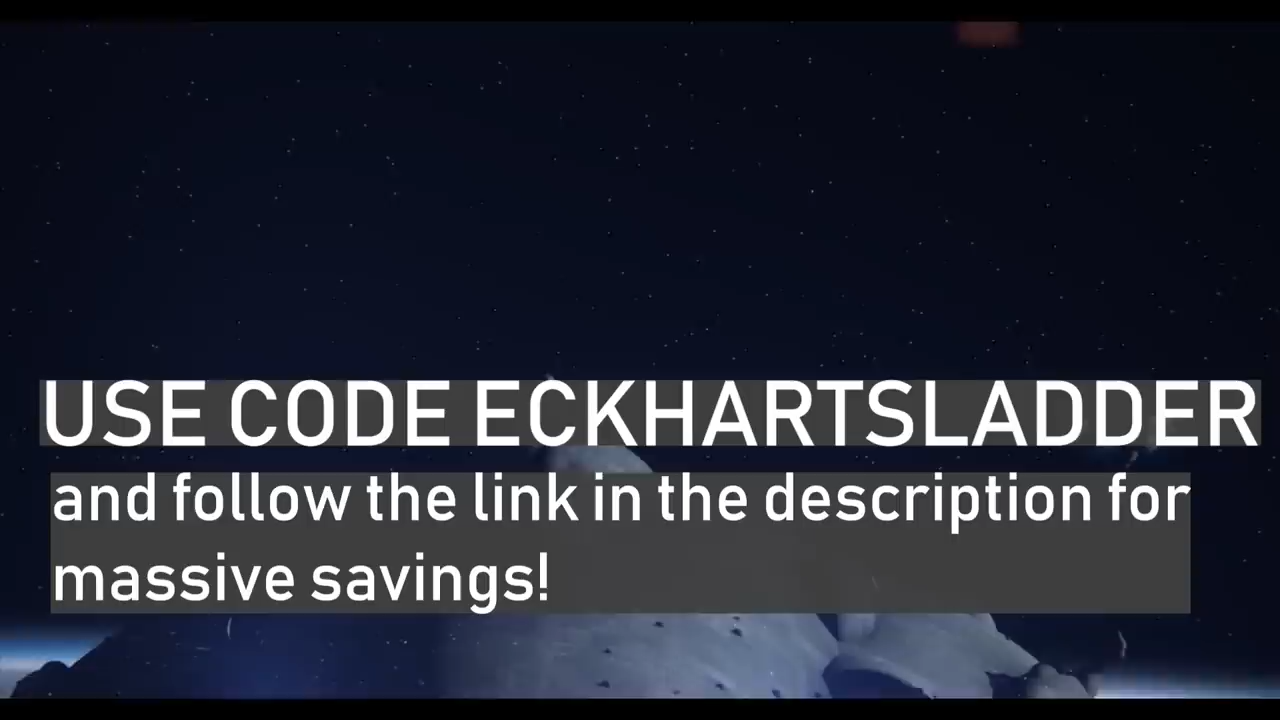 USE CODE ECKHARTSLADDER
and follow the link in the description for
massive savings!